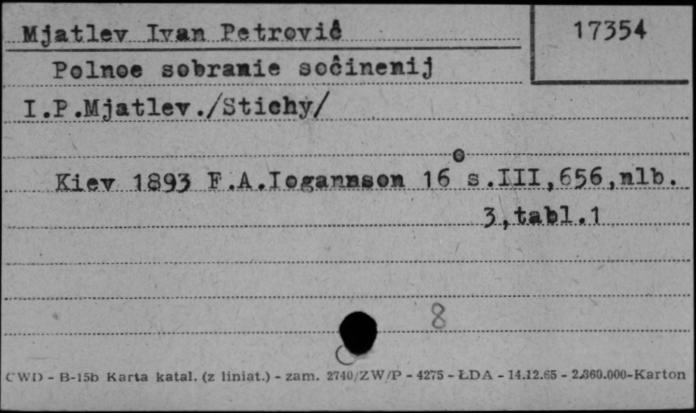 Mjatlev Ivan Petrovič
17354
Polnoe sobranie sočinenij
I.P.Mjatlev./Stichy/
Kiev 1893 F.A.Iogannson 16° s.III,656,nlb.
3,tabl.1
8
CWD - B-15b Karta katal. (z liniat.) - zam. 2740/ZW/P - 4275 - ŁDA - 14.12.65 - 2.860.000-Karton